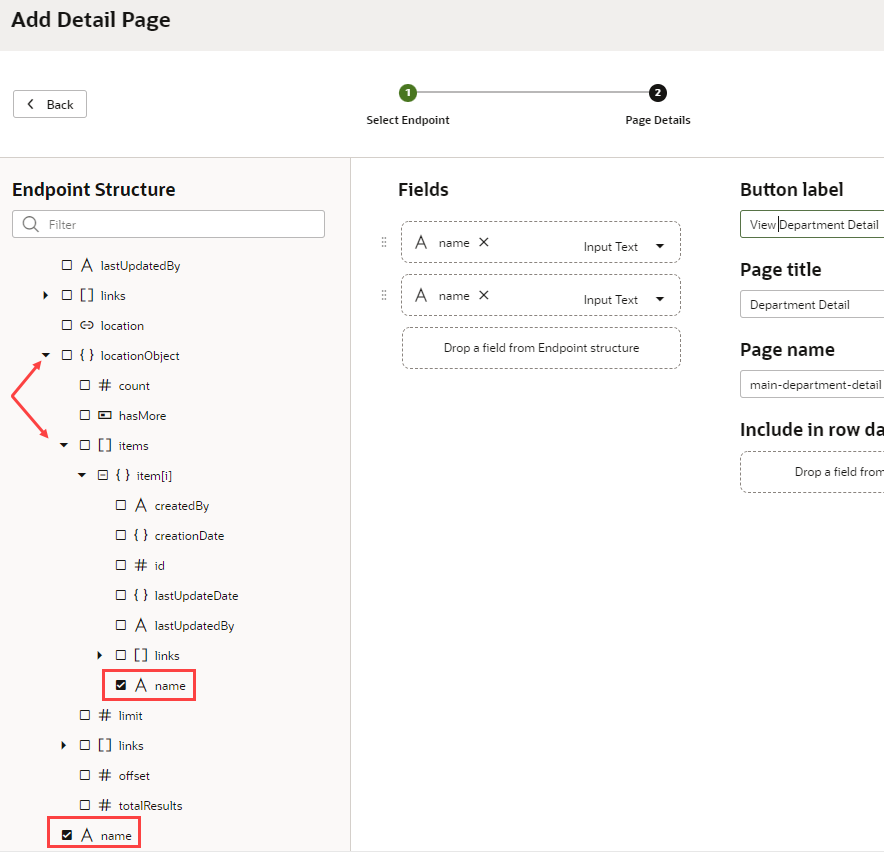 Add Detail Page
Back
1
2
Select Endpoint
Page Details
Endpoint Structure
Filter
A lastUpdatedBy
[] links
location
{ } locationObject
# count
hasMore
[] items
{ } item[i]
A createdBy
{ } creationDate
# id
{ } lastUpdateDate
A lastUpdatedBy
[] links
A name
# limit
[] links
# offset
# totalResults
A name
Fields
A name × Input Text
A name × Input Text
Drop a field from Endpoint structure
Button label
View Department Detail
Page title
Department Detail
Page name
main-department-detail
Include in row da
Drop a field from